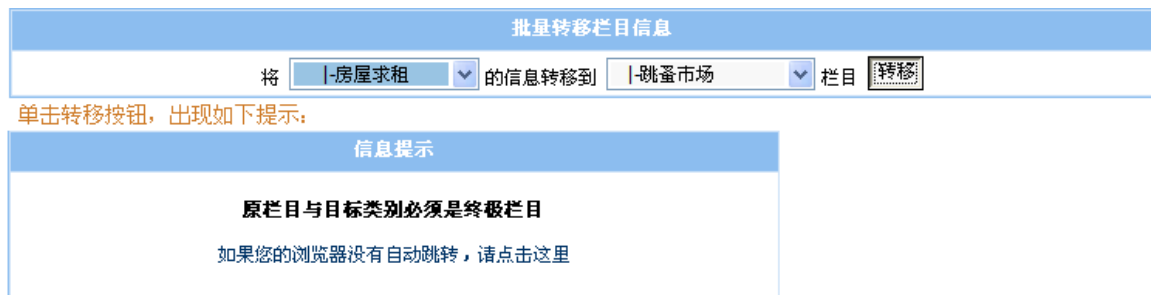 批量转移栏目信息
将 |-房屋求租 的信息转移到 |-跳蚤市场 栏目 转移
单击转移按钮，出现如下提示：
信息提示
原栏目与目标类别必须是终极栏目
如果您的浏览器没有自动跳转，请点击这里